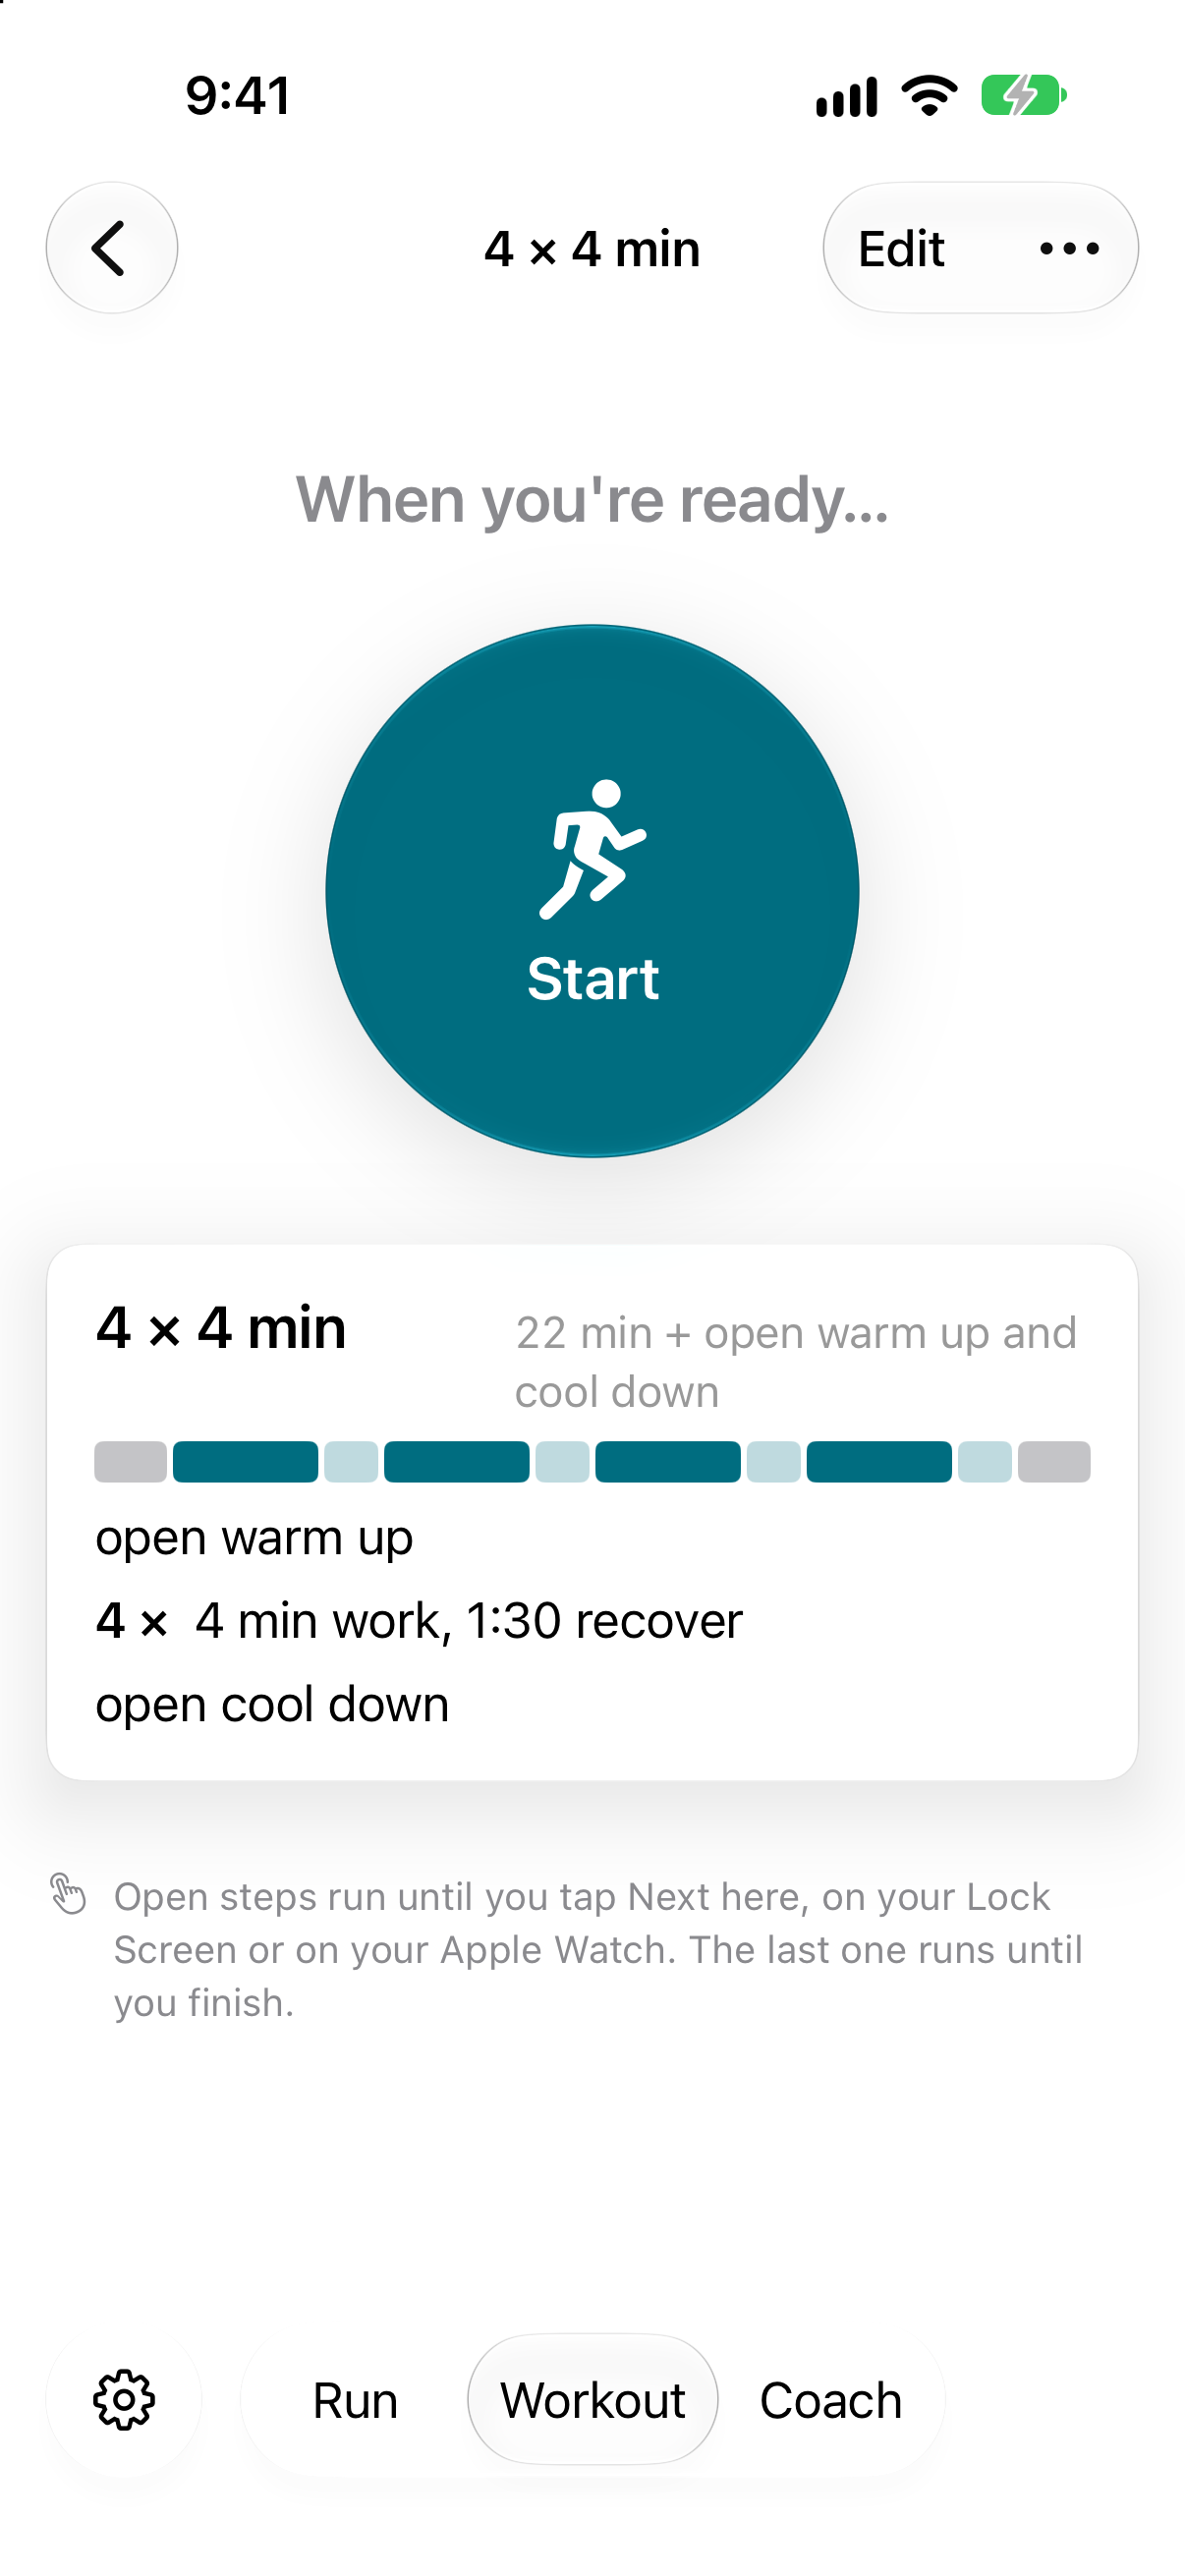 9:41
4 × 4 min
Edit
When you're ready...
Start
4 × 4 min
22 min + open warm up and
cool down
open warm up
4 × 4 min work, 1:30 recover
open cool down
Open steps run until you tap Next here, on your Lock
Screen or on your Apple Watch. The last one runs until
you finish.
Run
Workout
Coach